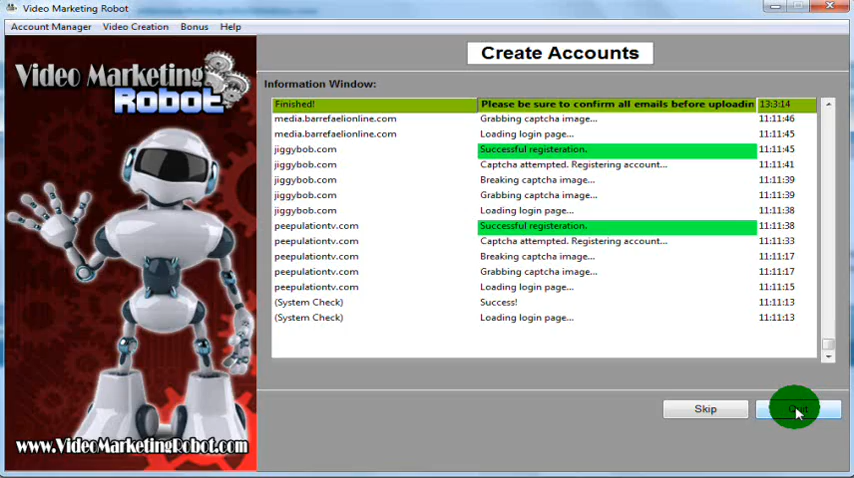 Video Marketing Robot
Account Manager Video Creation Bonus Help
Video Marketing
Robot
www.VideoMarketingRobot.com
Create Accounts
Information Window:
Finished! Please be sure to confirm all emails before uploadin 13:3:14
media.barrefaelionline.com Grabbing captcha image... 11:11:46
media.barrefaelionline.com Loading login page... 11:11:45
jiggybob.com Successful registeration. 11:11:45
jiggybob.com Captcha attempted. Registering account... 11:11:41
jiggybob.com Breaking captcha image... 11:11:39
jiggybob.com Grabbing captcha image... 11:11:39
jiggybob.com Loading login page... 11:11:38
peepulationtv.com Successful registeration. 11:11:38
peepulationtv.com Captcha attempted. Registering account... 11:11:33
peepulationtv.com Breaking captcha image... 11:11:17
peepulationtv.com Grabbing captcha image... 11:11:17
peepulationtv.com Loading login page... 11:11:15
(System Check) Success! 11:11:13
(System Check) Loading login page... 11:11:13
Skip Quit